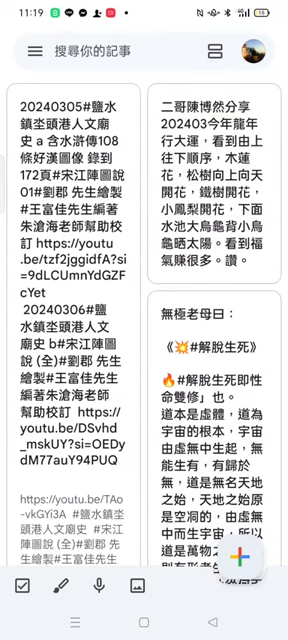 11:19
搜尋你的記事
20240305#鹽水
鎮坔頭港人文廟
史 a 含水滸傳108
條好漢圖像 錄到
172頁#宋江陣圖說
01#劉郡 先生繪製
#王富佳先生編著
朱滄海老師幫助校
訂 https://youtu
.be/tzf2jggidfA?si
=9dLCUmnYdGZF
cYet
20240306#鹽水
鎮坔頭港人文
廟史 b#宋江陣圖
說 (全)#劉郡 先生
繪製#王富佳先生
編著朱滄海老師
幫助校訂  https://
youtu.be/DSvhd
_mskUY?si=OEDy
dM77auY94PUQ
https://youtu.be/TAo
-vkGYi3A  #鹽水鎮坔
頭港人文廟史  #宋江
陣圖說 (全)#劉郡 先
生繪製#王富佳先生
二哥陳博然分享
202403今年龍年
行大運，看到由上
往下順序，木蓮
花，松樹向上向天
開花，鐵樹開花，
小鳳梨開花，下面
水池大烏龜背小烏
龜晒太陽。看到福
氣賺很多。讚。
無極老母曰：
《💥#解脫生死》
🔥#解脫生死即性
命雙修」也。
道本是虛體，道為
宇宙的根本，宇宙
由虛無中生起，無
能生有，有歸於
無，道是無名天地
之始，天地之始原
是空洞的，由虛無
中而生宇宙，所以
道是萬物之